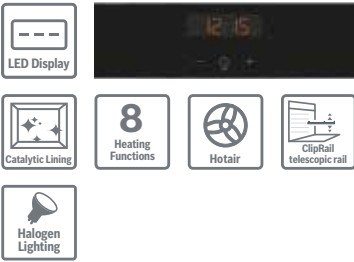 12:15
- +
LED Display
Catalytic Lining
8
Heating
Functions
Hotair
ClipRail
telescopic rail
Halogen
Lighting